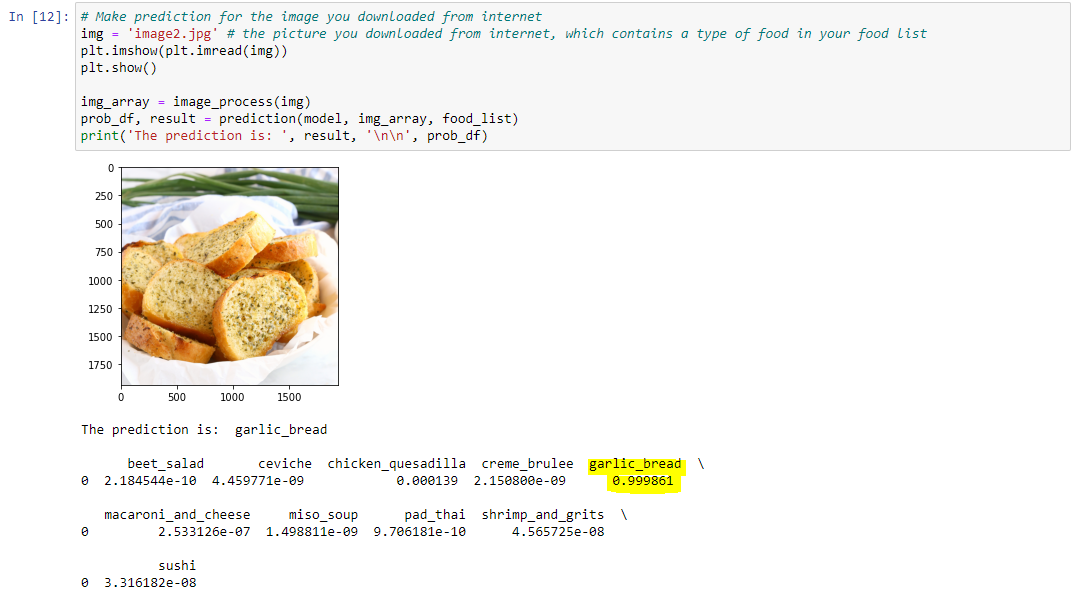 In [12]: # Make prediction for the image you downloaded from internet
img = 'image2.jpg' # the picture you downloaded from internet, which contains a type of food in your food list
plt.imshow(plt.imread(img))
plt.show()
img_array = image_process(img)
prob_df, result = prediction(model, img_array, food_list)
print('The prediction is: ', result, '\n\n', prob_df)
0
250
500
750
1000
1250
1500
1750
0 500 1000 1500
The prediction is:  garlic_bread
beet_salad ceviche chicken_quesadilla creme_brulee garlic_bread \
0 2.184544e-10 4.459771e-09 0.000139 2.150800e-09 0.999861
macaroni_and_cheese miso_soup pad_thai shrimp_and_grits \
0 2.533126e-07 1.498811e-09 9.706181e-10 4.565725e-08
sushi
0 3.316182e-08